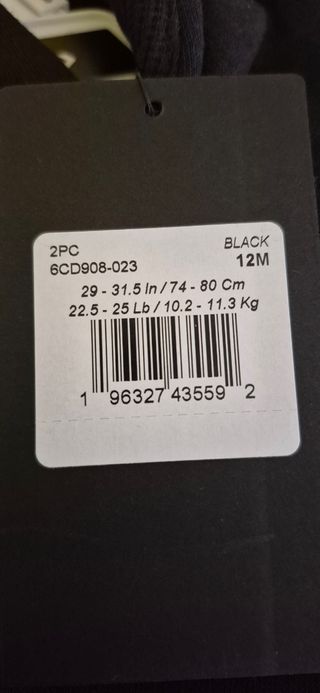 2PC BLACK
6CD908-023 12M
29 - 31.5 In / 74 - 80 Cm
22.5 - 25 Lb / 10.2 - 11.3 Kg
1 96327 43559 2